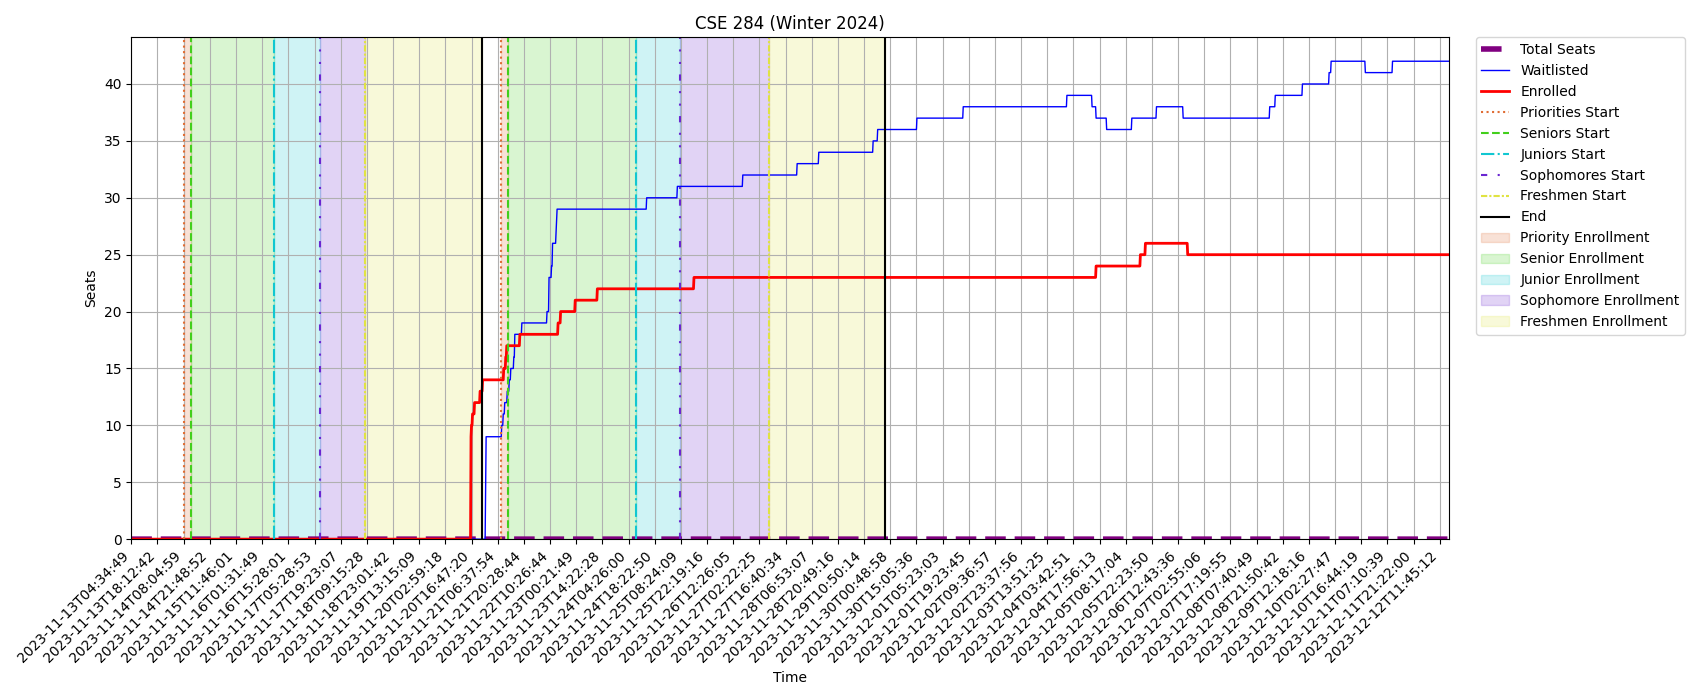 CSE 284 (Winter 2024)
Total Seats
Waitlisted
Enrolled
Priorities Start
Seniors Start
Juniors Start
Sophomores Start
Freshmen Start
End
Priority Enrollment
Senior Enrollment
Junior Enrollment
Sophomore Enrollment
Freshmen Enrollment
40
35
30
25
20
15
10
5
0
Seats
2023-11-13T04:34:49
2023-11-13T18:12:42
2023-11-14T08:04:59
2023-11-14T21:48:52
2023-11-15T11:46:01
2023-11-16T01:31:49
2023-11-16T15:28:01
2023-11-17T05:28:53
2023-11-17T19:23:07
2023-11-18T09:15:28
2023-11-18T23:01:42
2023-11-19T13:15:09
2023-11-20T02:59:18
2023-11-20T16:47:20
2023-11-21T06:37:54
2023-11-21T20:28:44
2023-11-22T10:26:44
2023-11-23T00:21:49
2023-11-23T14:22:28
2023-11-24T04:26:00
2023-11-24T18:22:50
2023-11-25T08:24:09
2023-11-25T22:19:16
2023-11-26T12:26:05
2023-11-27T02:22:25
2023-11-27T16:40:34
2023-11-28T06:53:07
2023-11-28T20:49:16
2023-11-29T10:50:14
2023-11-30T00:48:58
2023-11-30T15:05:36
2023-12-01T05:23:03
2023-12-01T19:23:45
2023-12-02T09:36:57
2023-12-02T23:37:56
2023-12-03T13:51:25
2023-12-04T03:42:51
2023-12-04T17:56:13
2023-12-05T08:17:04
2023-12-05T22:23:50
2023-12-06T12:43:36
2023-12-07T02:55:06
2023-12-07T17:19:55
2023-12-08T07:40:49
2023-12-08T21:50:42
2023-12-09T12:18:16
2023-12-10T02:27:47
2023-12-10T16:44:19
2023-12-11T07:10:39
2023-12-11T21:22:00
2023-12-12T11:45:12
Time